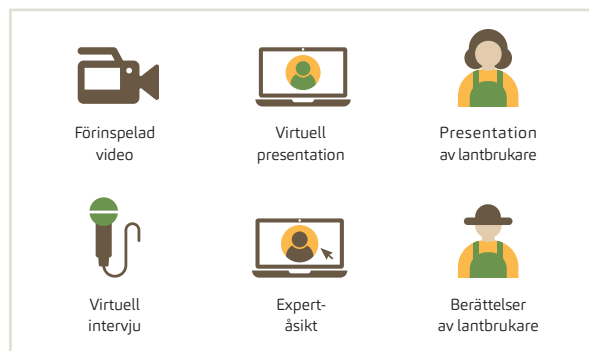 Förinspelad
video
Virtuell
presentation
Presentation
av lantbrukare
Virtuell
intervju
Expert-
åsikt
Berättelser
av lantbrukare